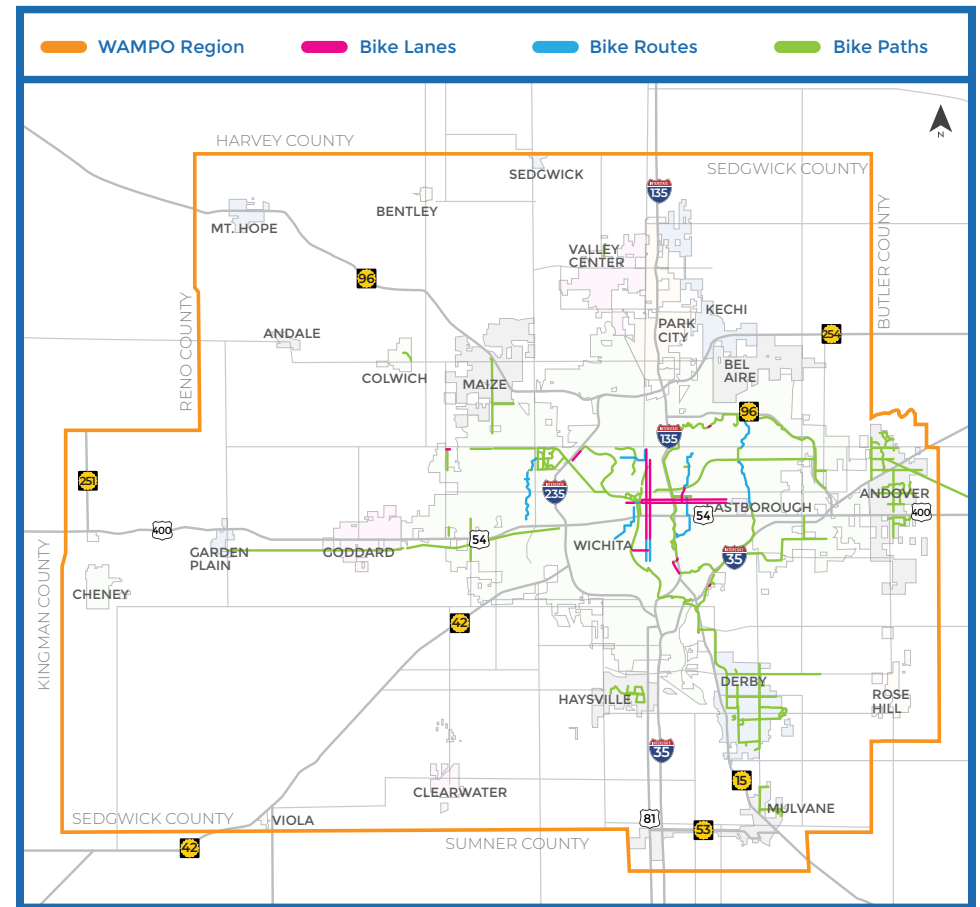 WAMPO Region
Bike Lanes
Bike Routes
Bike Paths
N
HARVEY COUNTY
SEDGWICK
SEDGWICK COUNTY
135
BENTLEY
MT. HOPE
VALLEY
CENTER
BUTLER COUNTY
96
KECHI
RENO COUNTY
ANDALE
PARK
CITY
254
COLWICH
MAIZE
BEL
AIRE
96
135
251
235
ANDOVER
400
54
ASTBOROUGH
400
54
WICHITA
GARDEN
PLAIN
GODDARD
35
CHENEY
KINGMAN COUNTY
42
DERBY
HAYSVILLE
ROSE
HILL
35
15
CLEARWATER
MULVANE
SEDGWICK COUNTY
VIOLA
81
53
42
SUMNER COUNTY